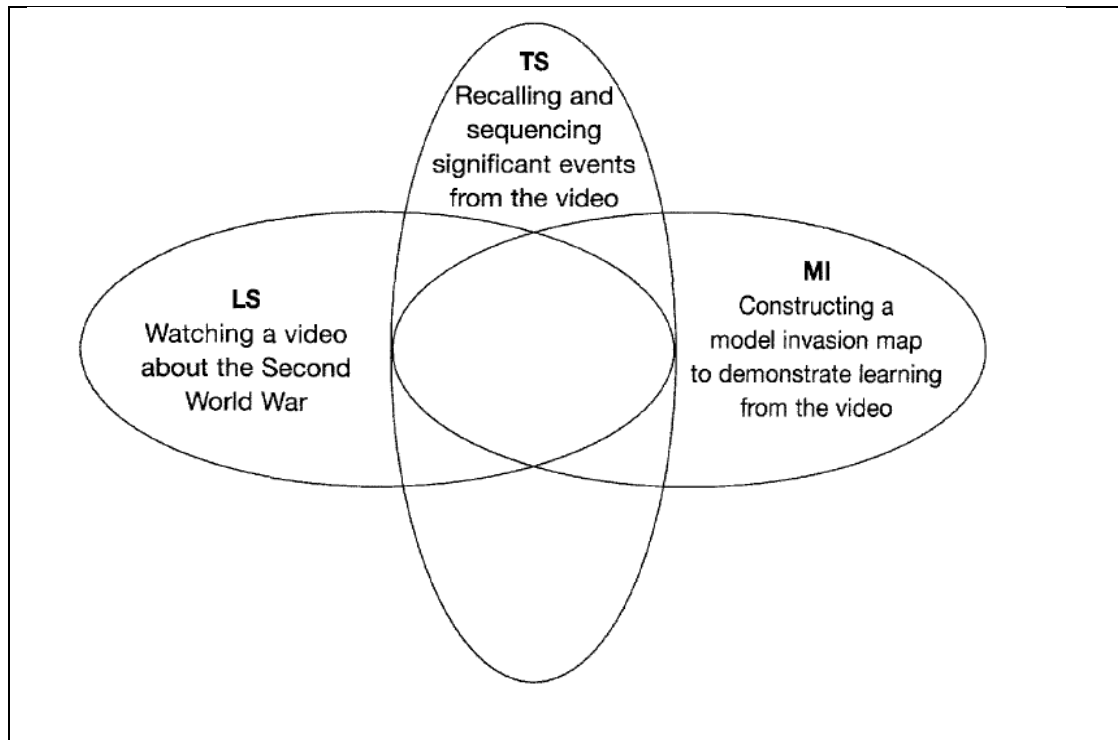 TS
Recalling and
sequencing
significant events
from the video
LS
Watching a video
about the Second
World War
MI
Constructing a
model invasion map
to demonstrate learning
from the video